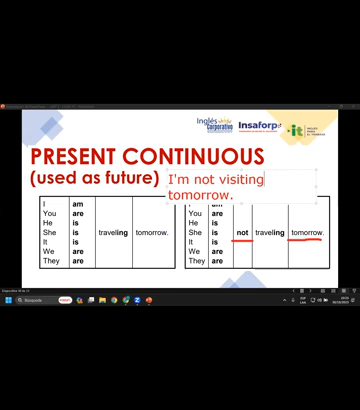 Inglés
Corporativo
Insaforp
it
PRESENT CONTINUOUS
(used as future)
I'm not visiting
tomorrow.
I am
You are
He is
She is traveling tomorrow.
It is
We are
They are
I am
You are
He is
She is not traveling tomorrow.
It is
We are
They are
Búsqueda